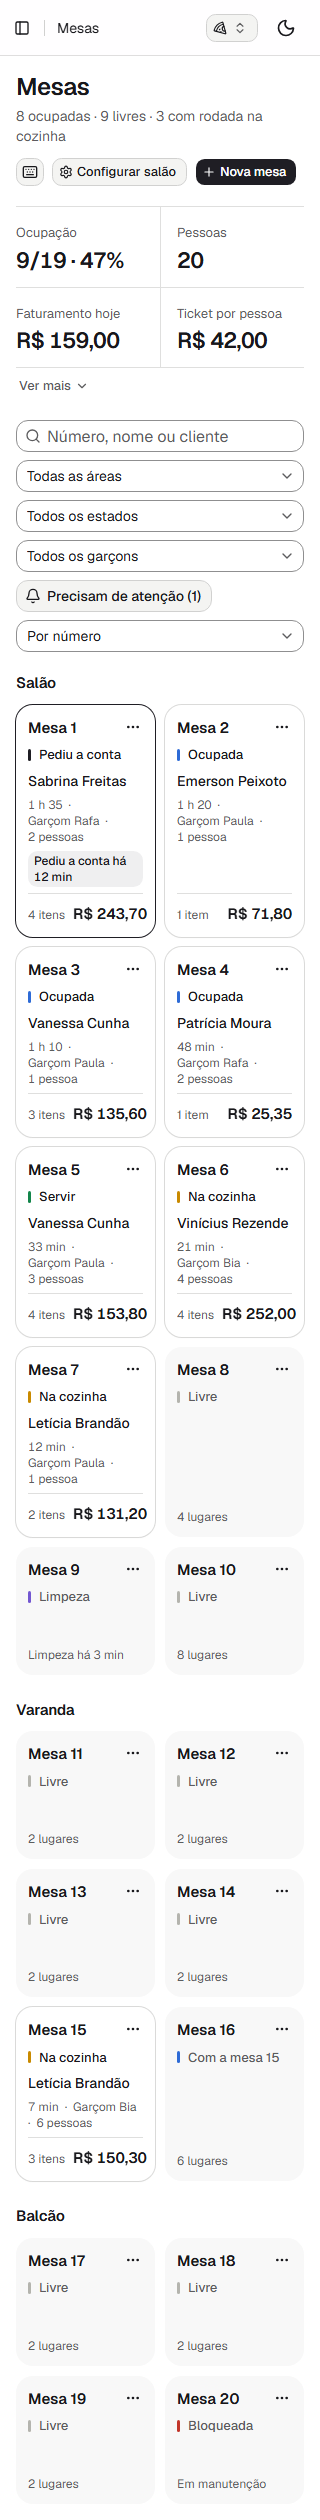 Mesas
Mesas
8 ocupadas · 9 livres · 3 com rodada na
cozinha
Configurar salão
Nova mesa
Ocupação
9/19 · 47%
Pessoas
20
Faturamento hoje
R$ 159,00
Ticket por pessoa
R$ 42,00
Ver mais
Número, nome ou cliente
Todas as áreas
Todos os estados
Todos os garçons
Precisam de atenção (1)
Por número
Salão
Mesa 1
Pediu a conta
Sabrina Freitas
1 h 35 ·
Garçom Rafa ·
2 pessoas
Pediu a conta há
12 min
4 itens R$ 243,70
Mesa 2
Ocupada
Emerson Peixoto
1 h 20 ·
Garçom Paula ·
1 pessoa
1 item R$ 71,80
Mesa 3
Ocupada
Vanessa Cunha
1 h 10 ·
Garçom Paula ·
1 pessoa
3 itens R$ 135,60
Mesa 4
Ocupada
Patrícia Moura
48 min ·
Garçom Rafa ·
2 pessoas
1 item R$ 25,35
Mesa 5
Servir
Vanessa Cunha
33 min ·
Garçom Paula ·
3 pessoas
4 itens R$ 153,80
Mesa 6
Na cozinha
Vinícius Rezende
21 min ·
Garçom Bia ·
4 pessoas
4 itens R$ 252,00
Mesa 7
Na cozinha
Letícia Brandão
12 min ·
Garçom Paula ·
1 pessoa
2 itens R$ 131,20
Mesa 8
Livre
4 lugares
Mesa 9
Limpeza
Limpeza há 3 min
Mesa 10
Livre
8 lugares
Varanda
Mesa 11
Livre
2 lugares
Mesa 12
Livre
2 lugares
Mesa 13
Livre
2 lugares
Mesa 14
Livre
2 lugares
Mesa 15
Na cozinha
Letícia Brandão
7 min · Garçom Bia
· 6 pessoas
3 itens R$ 150,30
Mesa 16
Com a mesa 15
6 lugares
Balcão
Mesa 17
Livre
2 lugares
Mesa 18
Livre
2 lugares
Mesa 19
Livre
2 lugares
Mesa 20
Bloqueada
Em manutenção